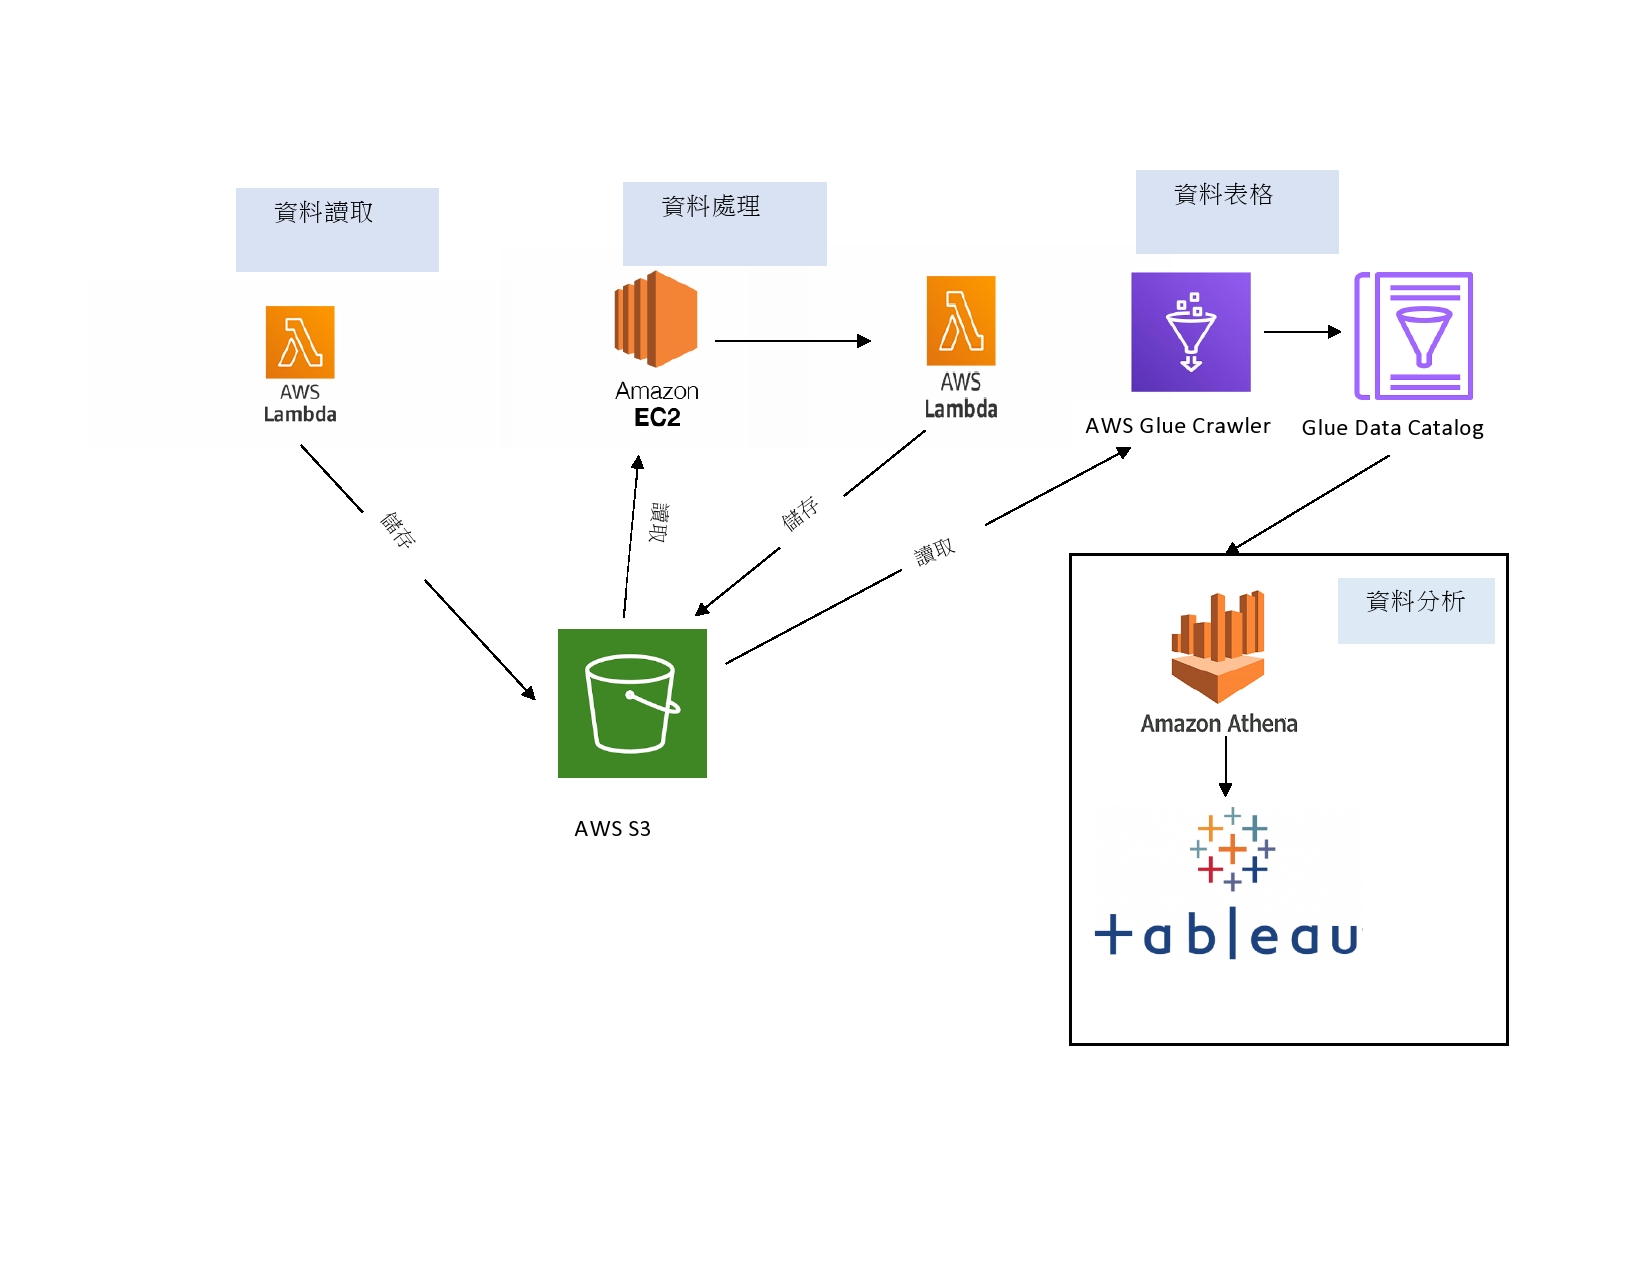 資料讀取
資料處理
資料表格
AWS
Lambda
Amazon
EC2
AWS
Lambda
AWS Glue Crawler
Glue Data Catalog
儲存
讀取
儲存
讀取
資料分析
Amazon Athena
AWS S3
+ableau